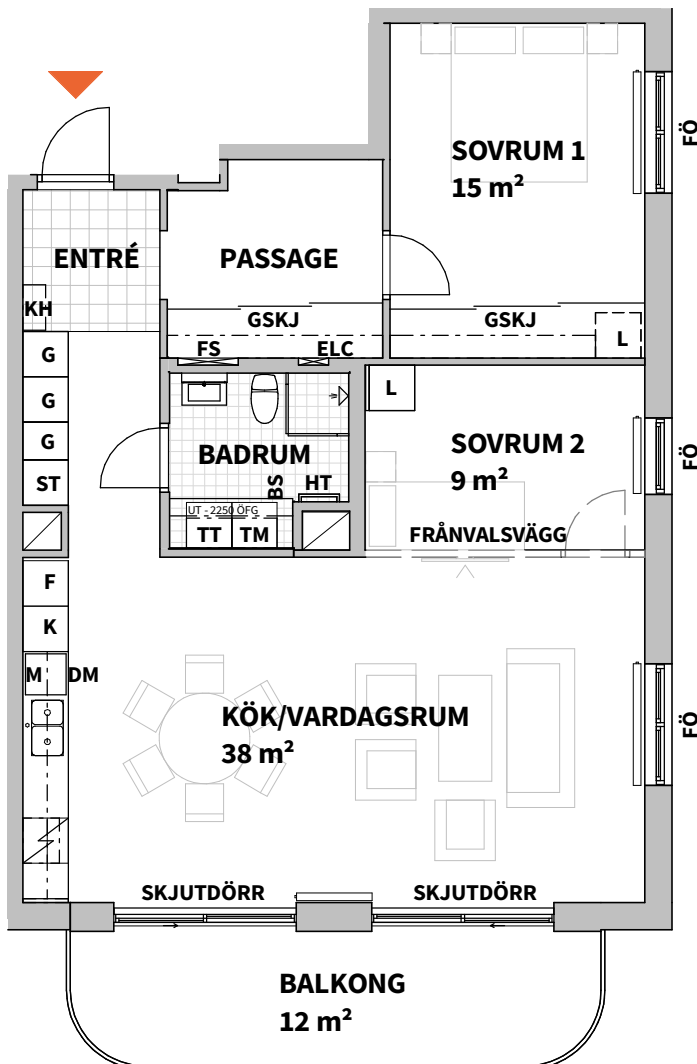 SOVRUM 1
15 m²
FÖ
ENTRÉ
PASSAGE
KH
GSKJ
GSKJ
L
FS
ELC
G
G
G
ST
L
BADRUM
SOVRUM 2
9 m²
FÖ
BS
HT
UT - 2250 ÖFG
TT
TM
FRÅNVALSVÄGG
F
K
M
DM
KÖK/VARDAGSRUM
38 m²
FÖ
SKJUTDÖRR
SKJUTDÖRR
BALKONG
12 m²